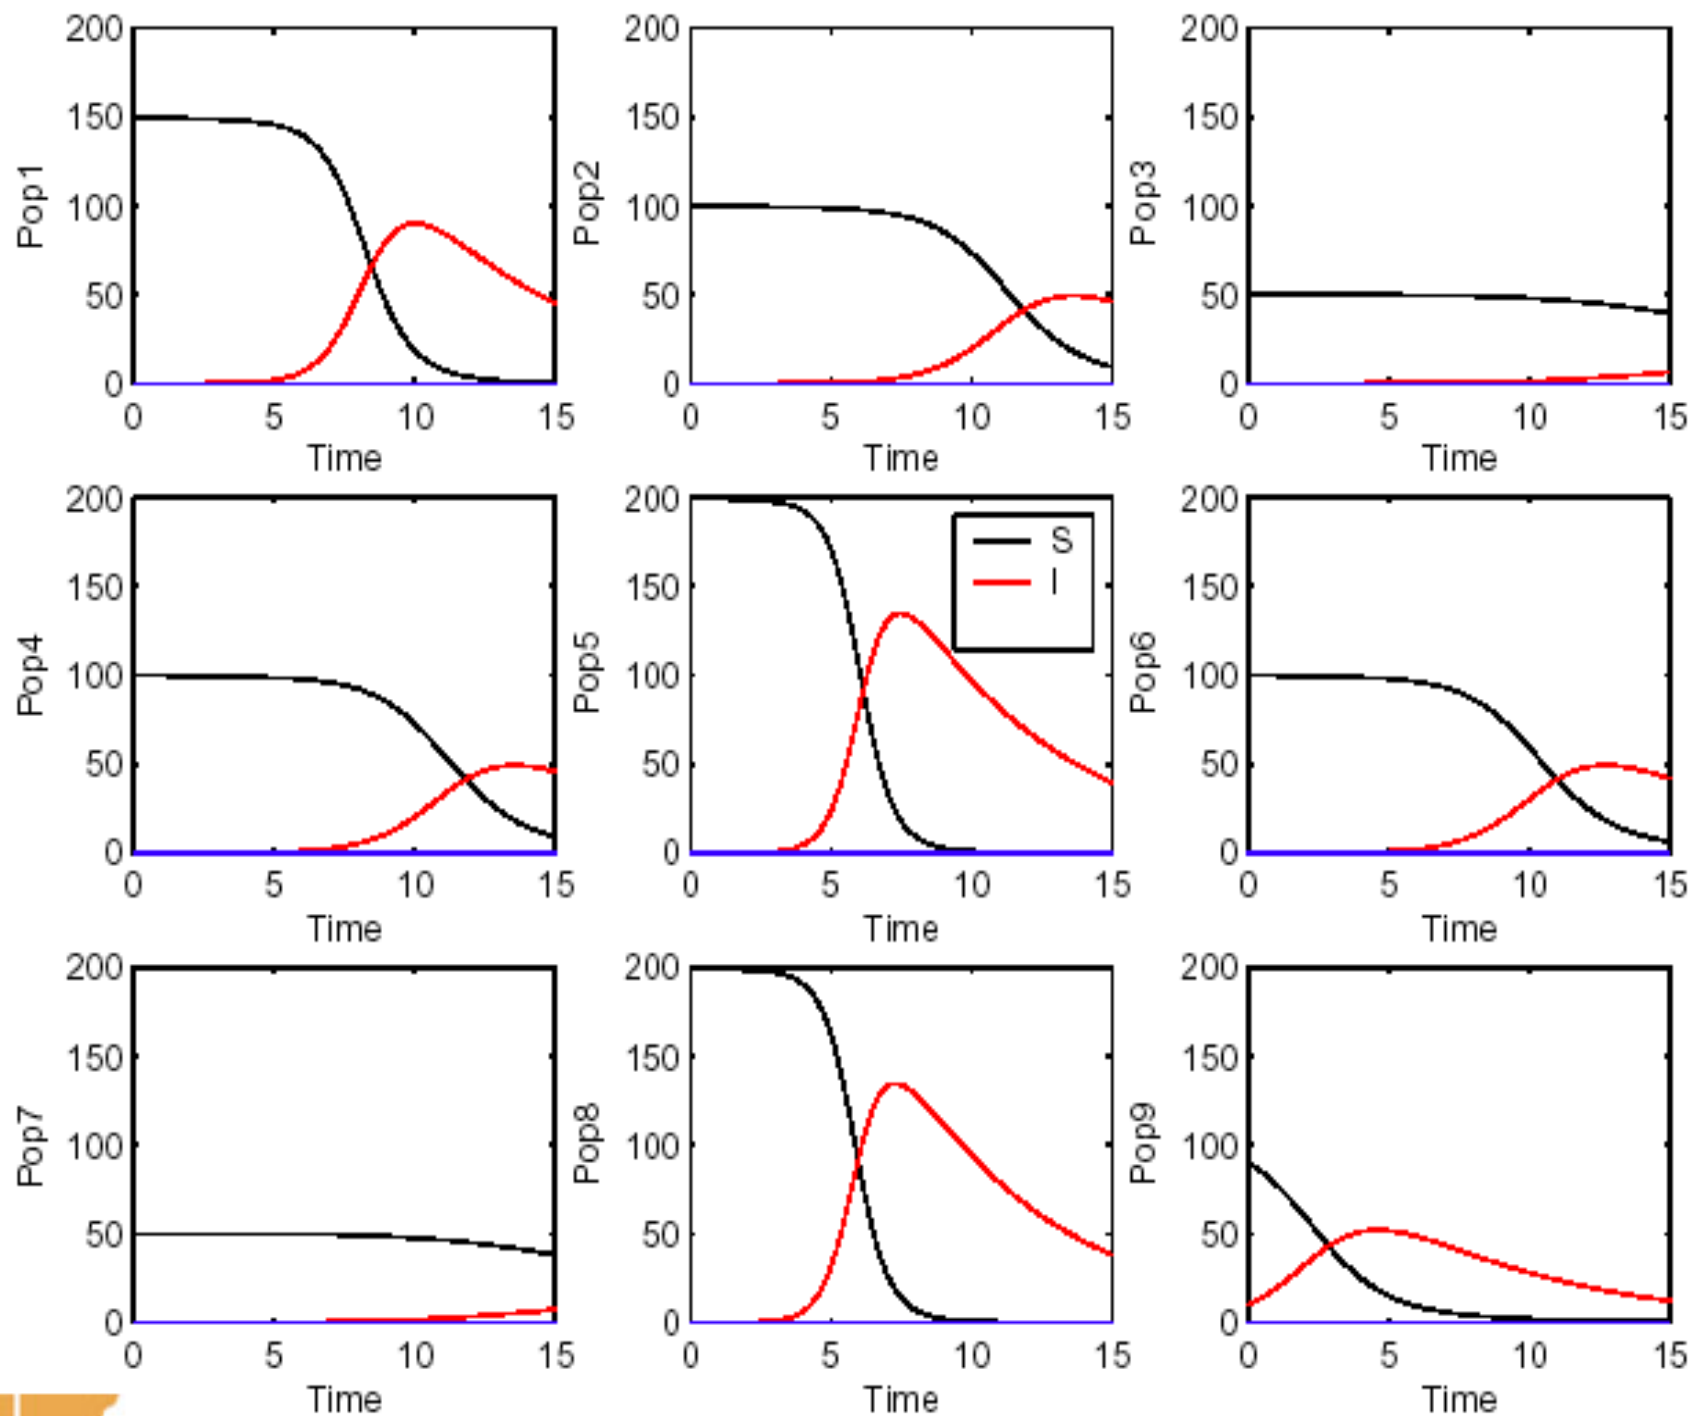 200 200 200
150 150 150
Pop1 100 Pop2 100 Pop3 100
50 50 50
0 0 0
0 5 10 15 0 5 10 15 0 5 10 15
Time Time Time
200 200 200
S
150 I 150 150
Pop4 100 Pop5 100 Pop6 100
50 50 50
0 0 0
0 5 10 15 0 5 10 15 0 5 10 15
Time Time Time
200 200 200
150 150 150
Pop7 100 Pop8 100 Pop9 100
50 50 50
0 0 0
0 5 10 15 0 5 10 15 0 5 10 15
Time Time Time